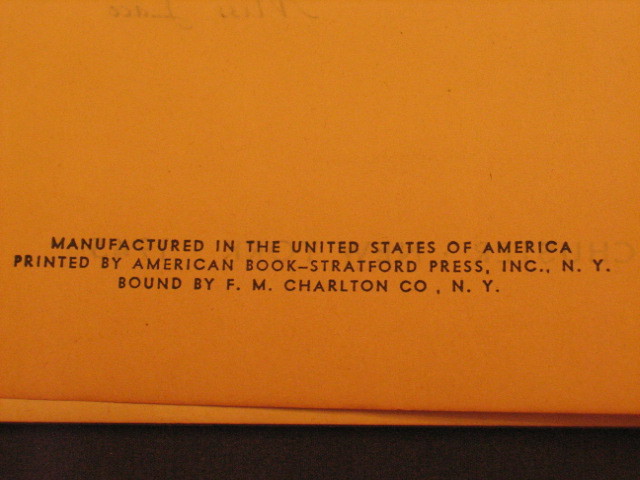 MANUFACTURED IN THE UNITED STATES OF AMERICA
PRINTED BY AMERICAN BOOK—STRATFORD PRESS, INC., N. Y.
BOUND BY F. M. CHARLTON CO , N. Y.